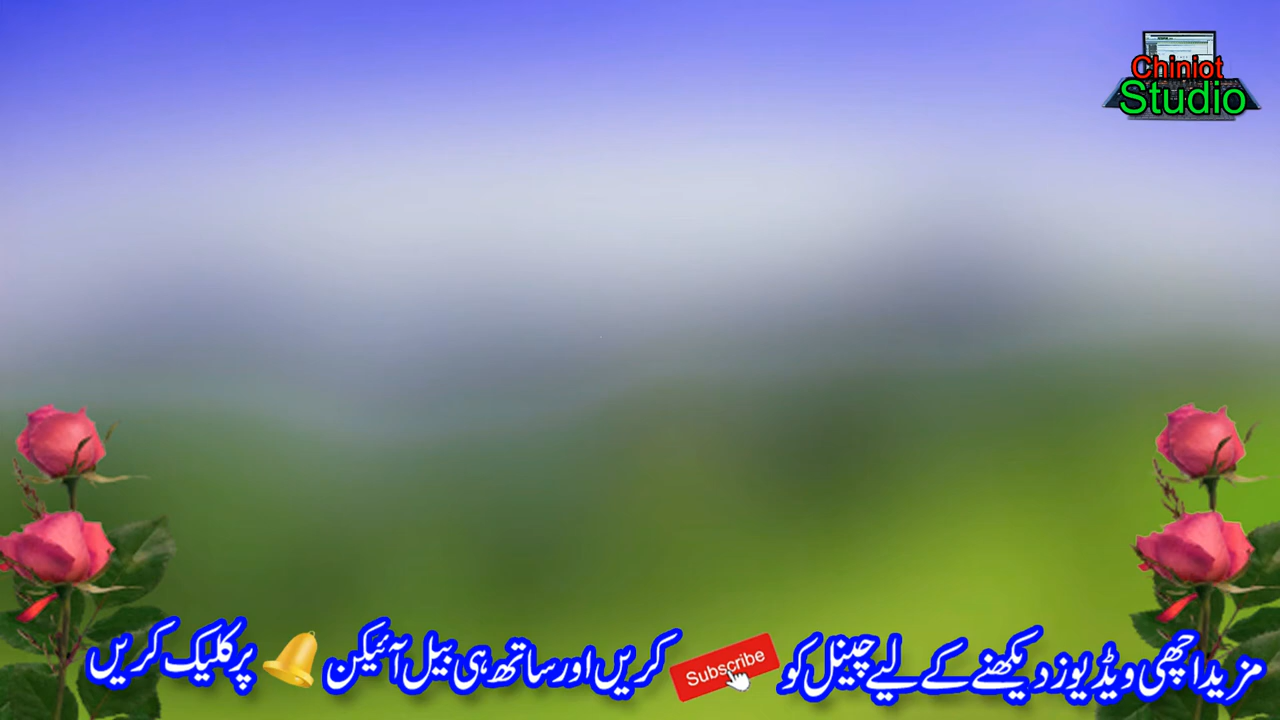 Chiniot
Studio
مزید اچھی ویڈیوز دیکھنے کے لیے چینل کو Subscribe کریں اور ساتھ ہی بیل آئیکن پر کلیک کریں